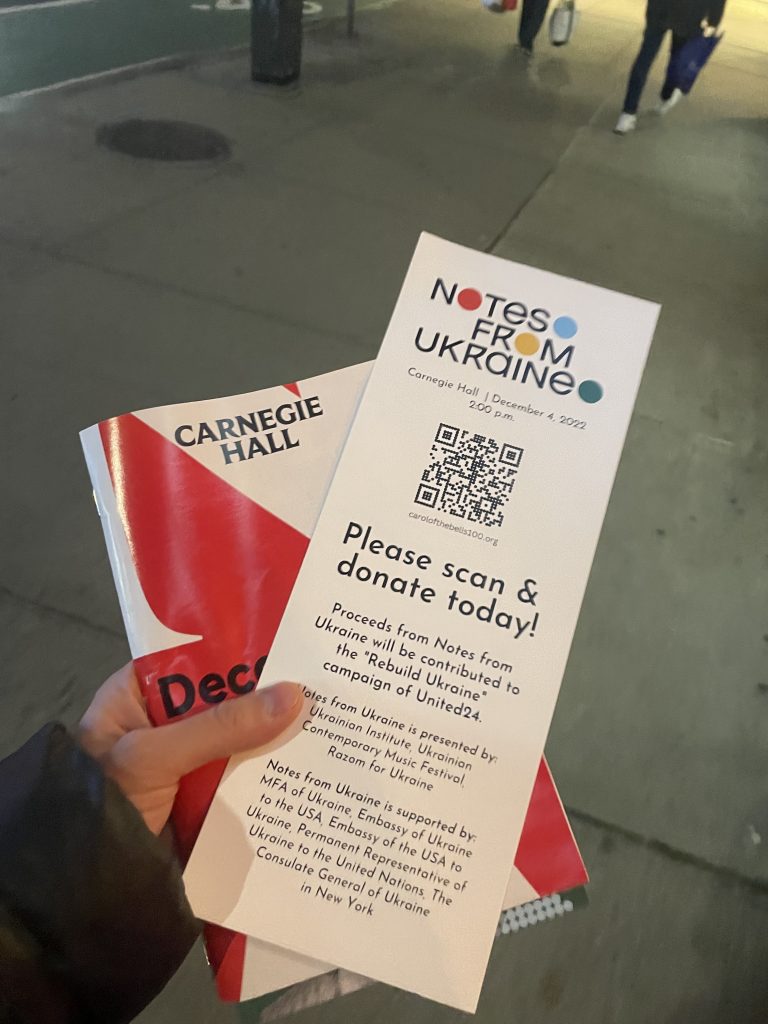 CARNEGIE
HALL
NOTES
FROM
UKRAINE
Carnegie Hall | December 4, 2022
2:00 p.m.
carolofthebells100.org
Please scan &
donate today!
Proceeds from Notes from
Ukraine will be contributed to
the "Rebuild Ukraine"
campaign of United24.
Notes from Ukraine is presented by:
Ukrainian Institute, Ukrainian
Contemporary Music Festival,
Razom for Ukraine
Notes from Ukraine is supported by:
MFA of Ukraine, Embassy of Ukraine
to the USA, Embassy of the USA to
Ukraine, Permanent Representative of
Ukraine to the United Nations, The
Consulate General of Ukraine
in New York